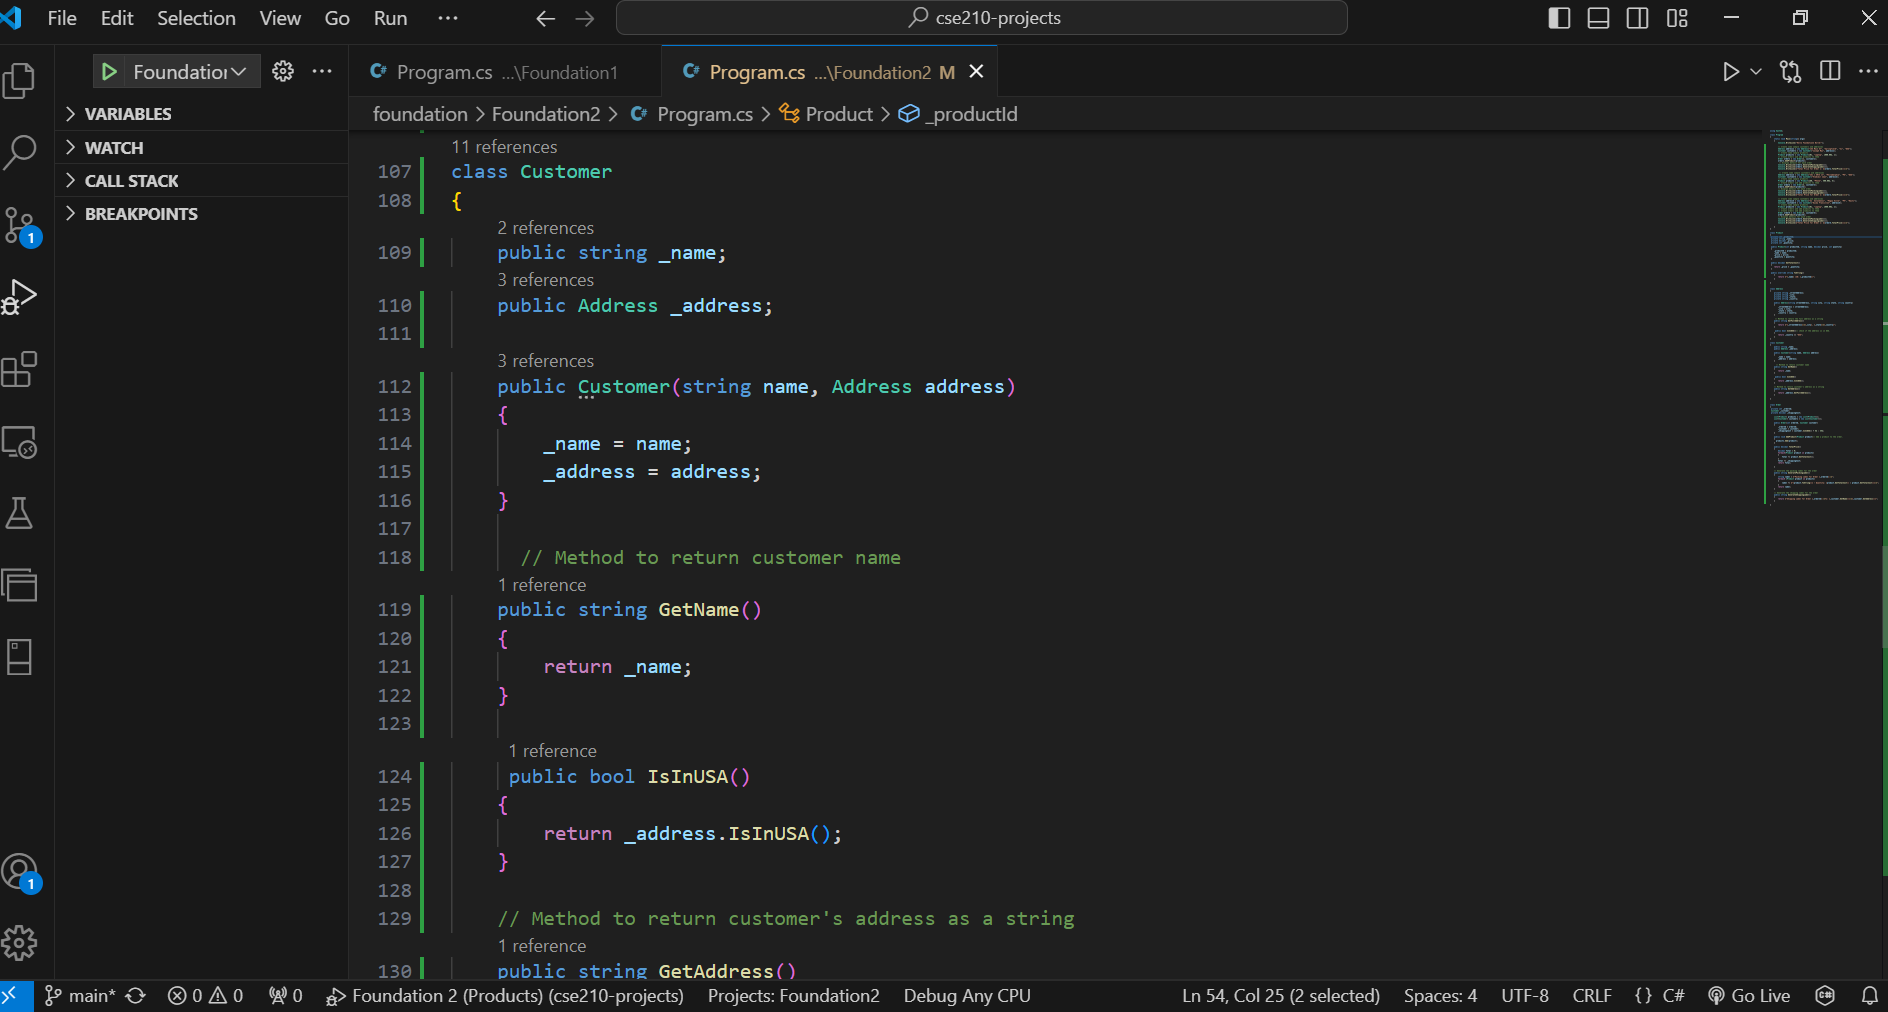 File Edit Selection View Go Run ··· cse210-projects
Foundation Program.cs ...\Foundation1 Program.cs ...\Foundation2 M
VARIABLES
WATCH
CALL STACK
BREAKPOINTS
foundation > Foundation2 > Program.cs > Product > _productId
11 references
107 class Customer
108 {
2 references
109 public string _name;
3 references
110 public Address _address;
111
3 references
112 public Customer(string name, Address address)
113 {
114 _name = name;
115 _address = address;
116 }
117
118 // Method to return customer name
1 reference
119 public string GetName()
120 {
121 return _name;
122 }
123
1 reference
124 public bool IsInUSA()
125 {
126 return _address.IsInUSA();
127 }
128
129 // Method to return customer's address as a string
1 reference
130 public string GetAddress()
1
1
main* 0 0 0 Foundation 2 (Products) (cse210-projects) Projects: Foundation2 Debug Any CPU Ln 54, Col 25 (2 selected) Spaces: 4 UTF-8 CRLF {} C# Go Live